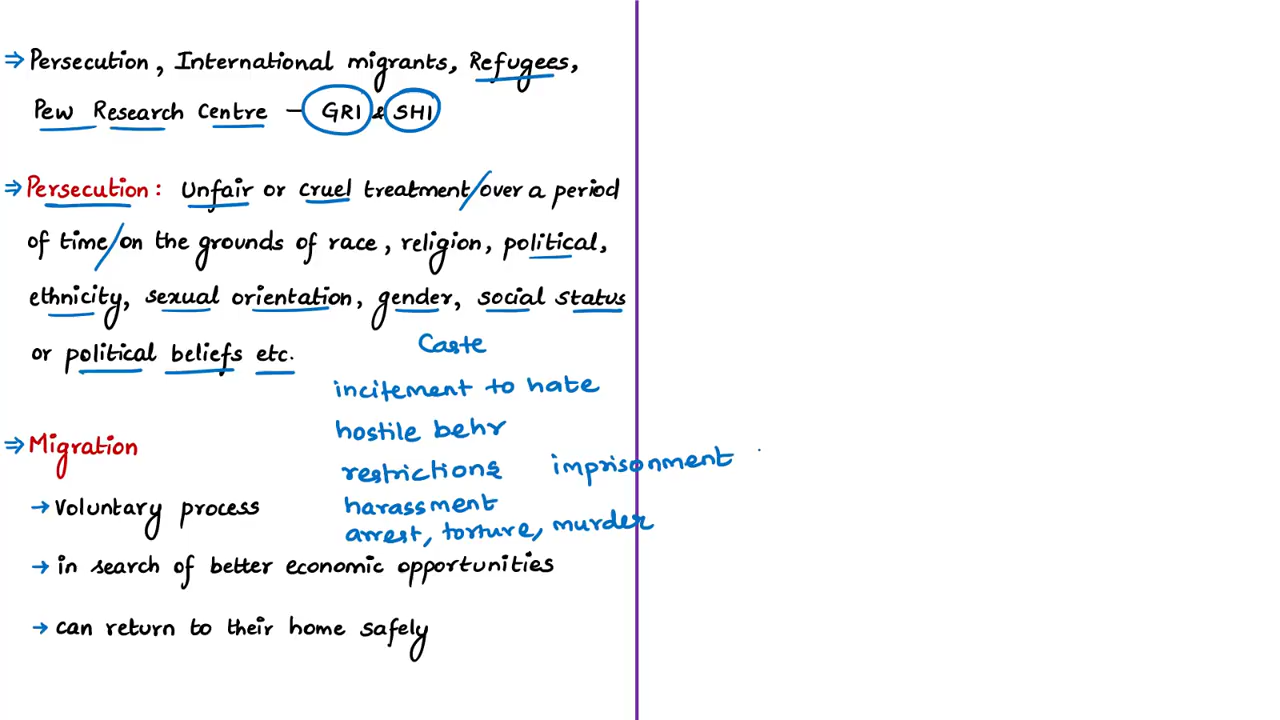 ⇒ Persecution, International migrants, Refugees,
Pew Research Centre – GRI & SHI
⇒ Persecution: Unfair or cruel treatment/over a period
of time/on the grounds of race, religion, political,
ethnicity, sexual orientation, gender, social status
or political beliefs etc.
Caste
incitement to hate
hostile behr
restrictions imprisonment
harassment
arrest, torture, murder
⇒ Migration
→ Voluntary process
→ in search of better economic opportunities
→ can return to their home safely